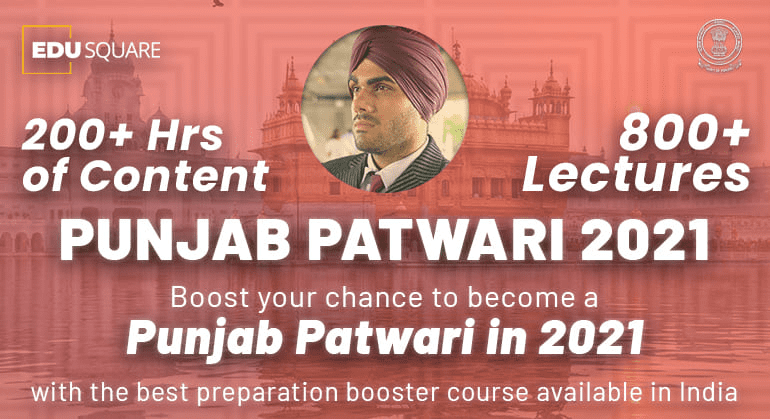 EDU SQUARE
200+ Hrs
of Content
800+
Lectures
PUNJAB PATWARI 2021
Boost your chance to become a
Punjab Patwari in 2021
with the best preparation booster course available in India